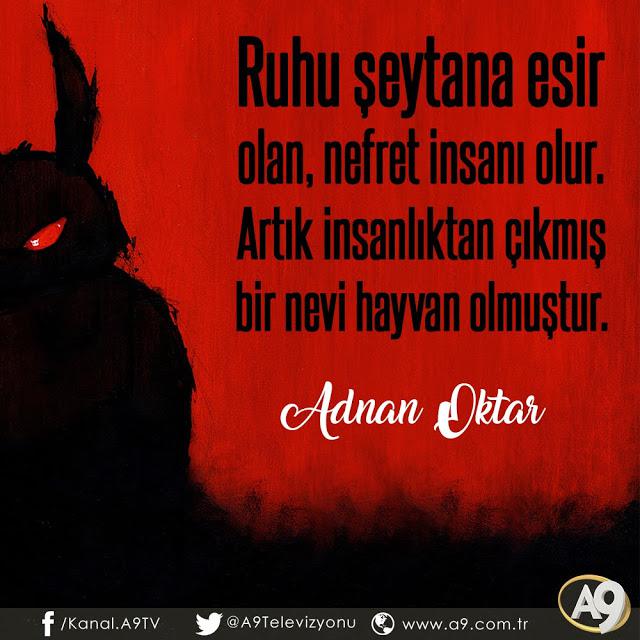 Ruhu şeytana esir
olan, nefret insanı olur.
Artık insanlıktan çıkmış
bir nevi hayvan olmuştur.
Adnan Oktar
A9
/Kanal.A9TV @A9Televizyonu www.a9.com.tr